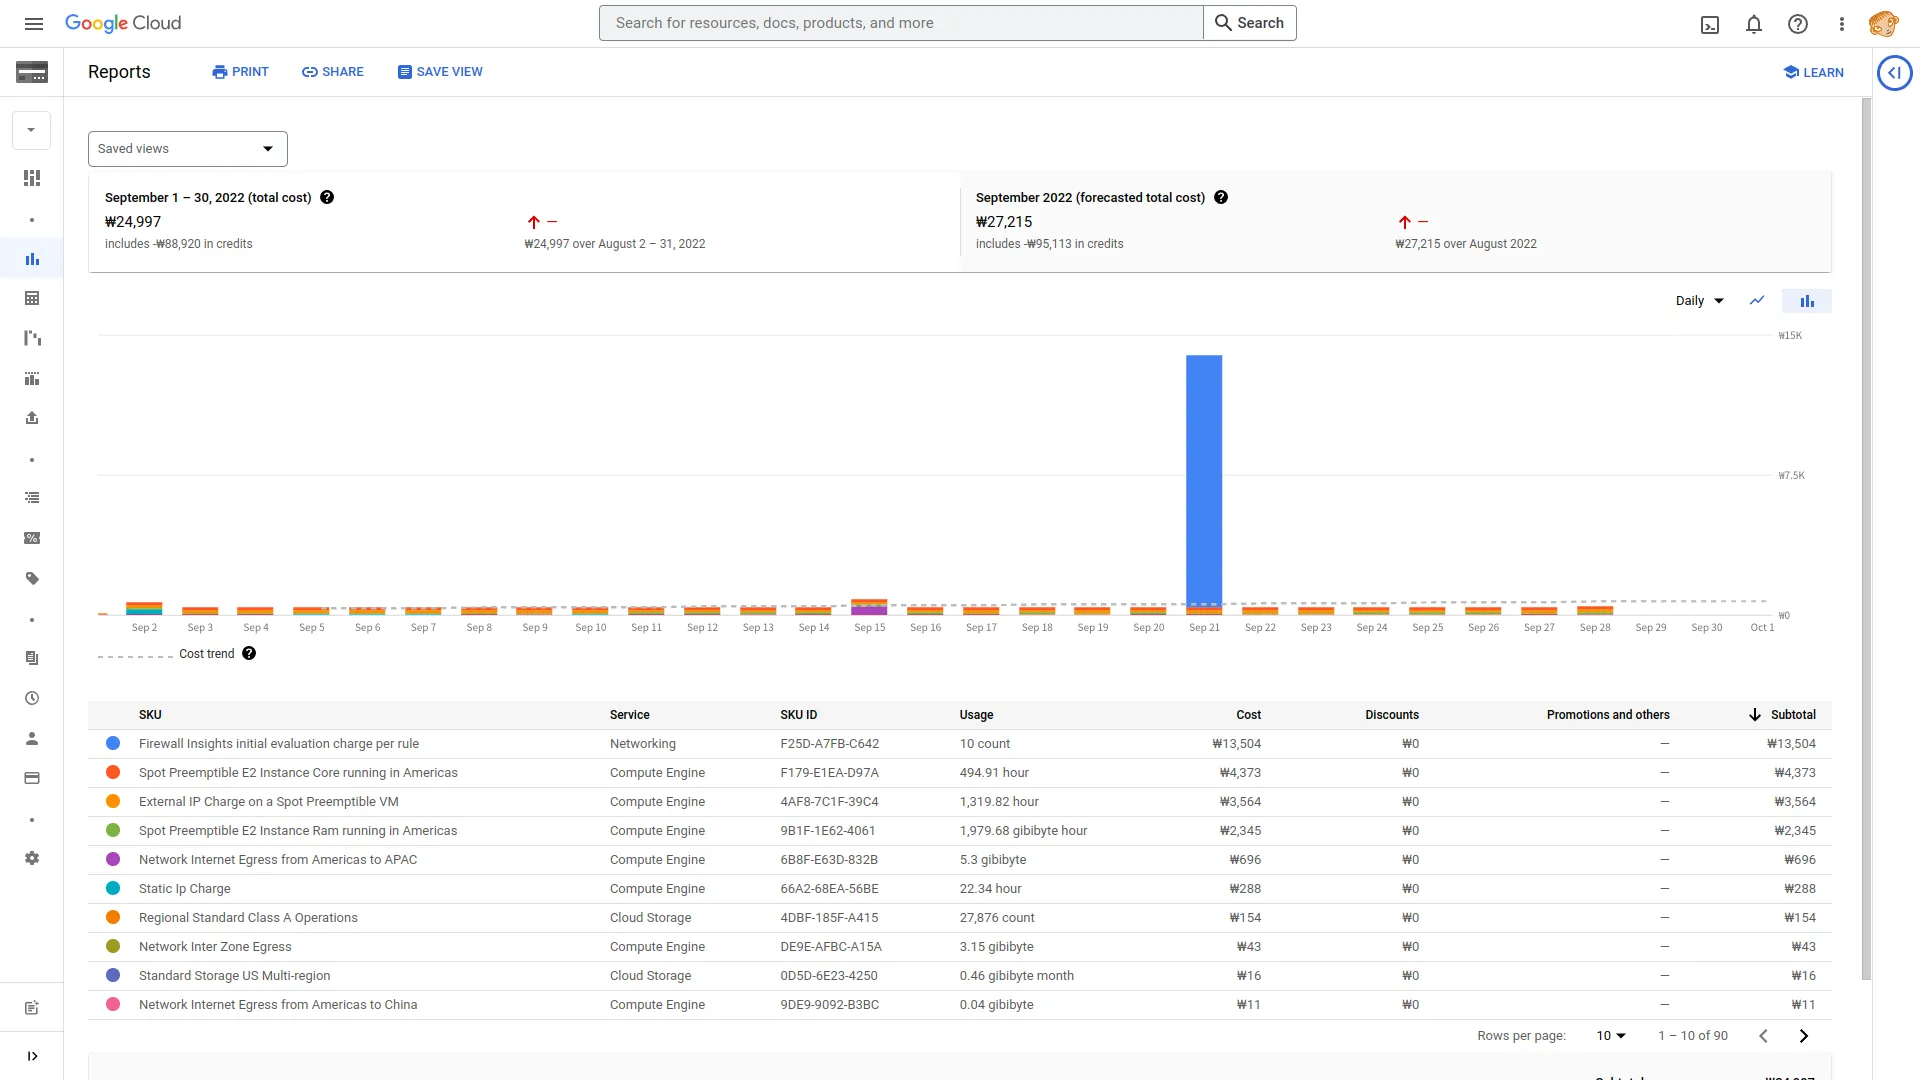 Google Cloud
Search for resources, docs, products, and more
Search
Reports
PRINT
SHARE
SAVE VIEW
LEARN
Saved views
September 1 – 30, 2022 (total cost)
₩24,997
includes -₩88,920 in credits
₩24,997 over August 2 – 31, 2022
September 2022 (forecasted total cost)
₩27,215
includes -₩95,113 in credits
₩27,215 over August 2022
Daily
₩15K
₩7.5K
₩0
Sep 2 Sep 3 Sep 4 Sep 5 Sep 6 Sep 7 Sep 8 Sep 9 Sep 10 Sep 11 Sep 12 Sep 13 Sep 14 Sep 15 Sep 16 Sep 17 Sep 18 Sep 19 Sep 20 Sep 21 Sep 22 Sep 23 Sep 24 Sep 25 Sep 26 Sep 27 Sep 28 Sep 29 Sep 30 Oct 1
Cost trend
SKU Service SKU ID Usage Cost Discounts Promotions and others Subtotal
Firewall Insights initial evaluation charge per rule Networking F25D-A7FB-C642 10 count ₩13,504 ₩0 — ₩13,504
Spot Preemptible E2 Instance Core running in Americas Compute Engine F179-E1EA-D97A 494.91 hour ₩4,373 ₩0 — ₩4,373
External IP Charge on a Spot Preemptible VM Compute Engine 4AF8-7C1F-39C4 1,319.82 hour ₩3,564 ₩0 — ₩3,564
Spot Preemptible E2 Instance Ram running in Americas Compute Engine 9B1F-1E62-4061 1,979.68 gibibyte hour ₩2,345 ₩0 — ₩2,345
Network Internet Egress from Americas to APAC Compute Engine 6B8F-E63D-832B 5.3 gibibyte ₩696 ₩0 — ₩696
Static Ip Charge Compute Engine 66A2-68EA-56BE 22.34 hour ₩288 ₩0 — ₩288
Regional Standard Class A Operations Cloud Storage 4DBF-185F-A415 27,876 count ₩154 ₩0 — ₩154
Network Inter Zone Egress Compute Engine DE9E-AFBC-A15A 3.15 gibibyte ₩43 ₩0 — ₩43
Standard Storage US Multi-region Cloud Storage 0D5D-6E23-4250 0.46 gibibyte month ₩16 ₩0 — ₩16
Network Internet Egress from Americas to China Compute Engine 9DE9-9092-B3BC 0.04 gibibyte ₩11 ₩0 — ₩11
Rows per page: 10 1 – 10 of 90